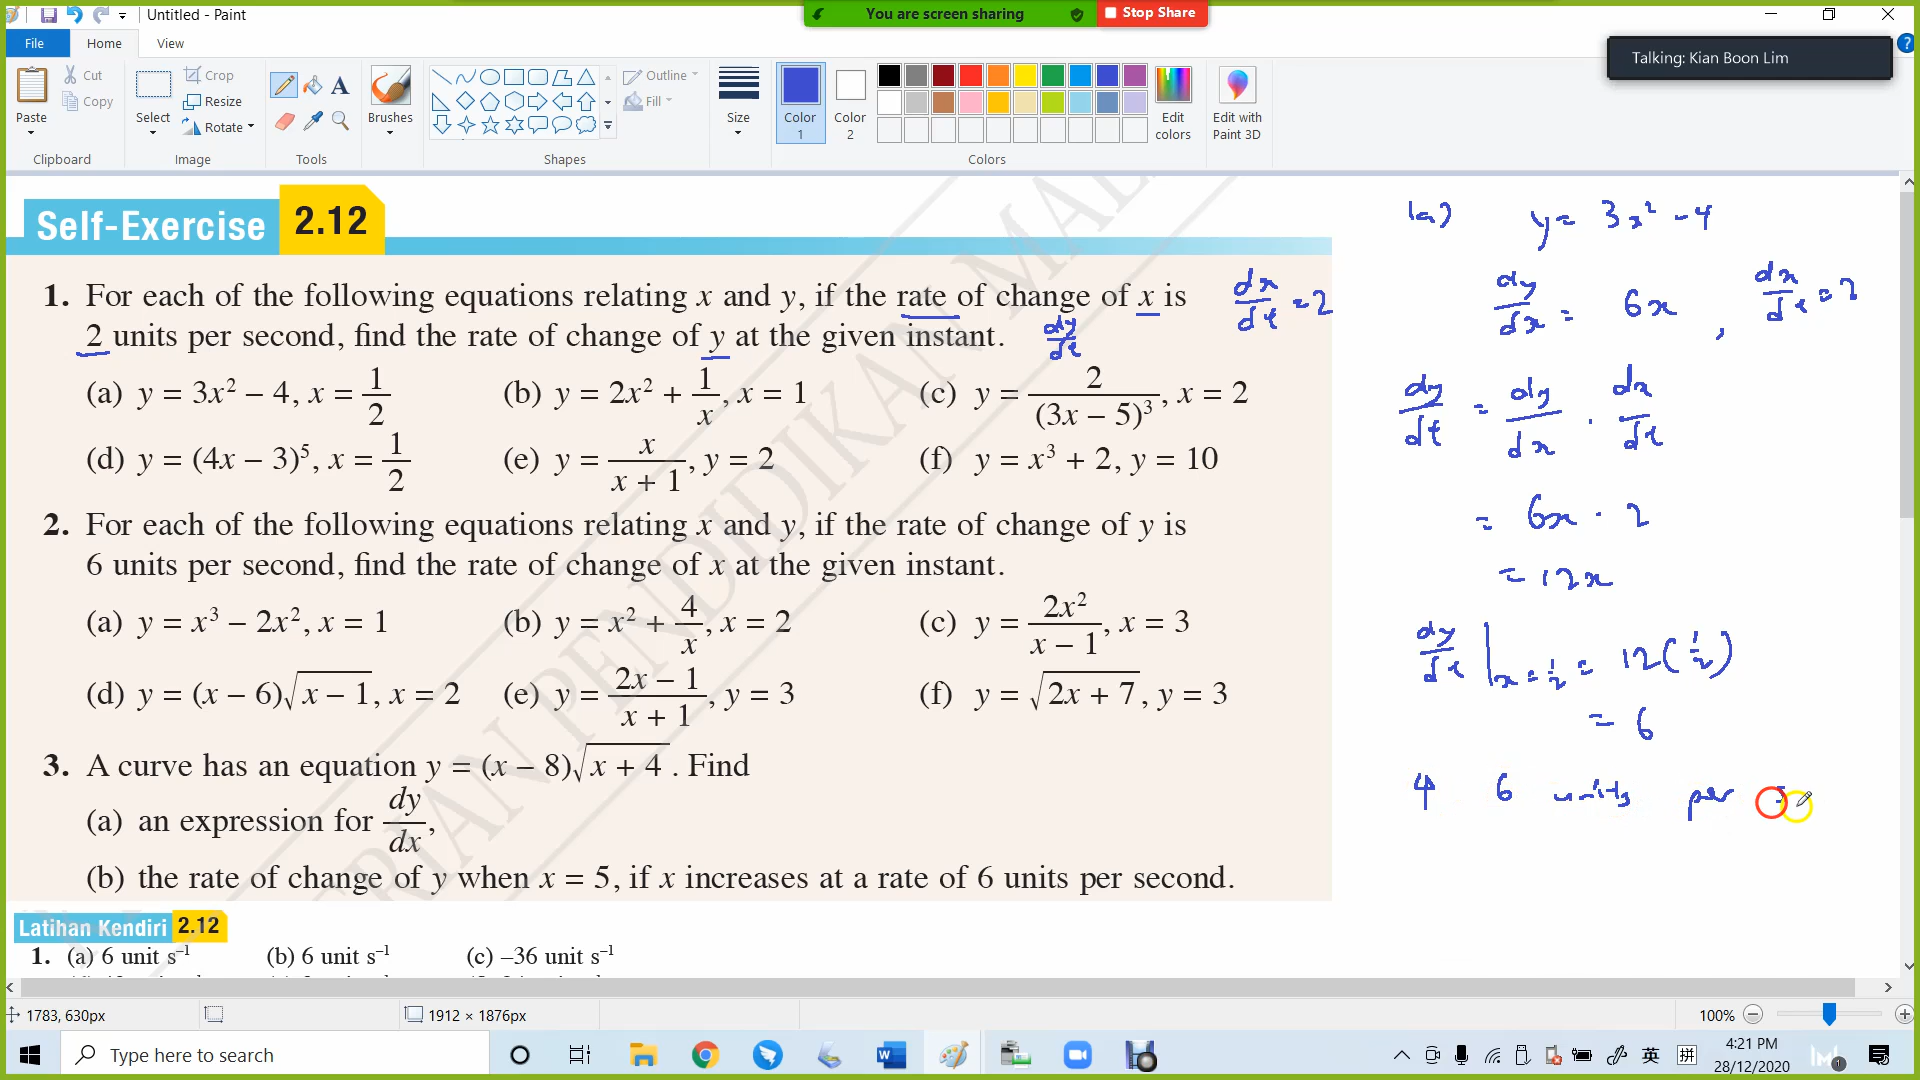 Untitled - Paint
You are screen sharing
Stop Share
File
Home
View
Talking: Kian Boon Lim
Paste
Cut
Copy
Clipboard
Select
Crop
Resize
Rotate
Image
Tools
Brushes
Shapes
Outline
Fill
Size
Color 1
Color 2
Edit colors
Edit with Paint 3D
Colors
Self-Exercise 2.12
1. For each of the following equations relating x and y, if the rate of change of x is
2 units per second, find the rate of change of y at the given instant.
dx/dt = 2
dy/dt
(a) y = 3x² – 4, x = 1/2
(b) y = 2x² + 1/x, x = 1
(c) y = 2/(3x – 5)³, x = 2
(d) y = (4x – 3)⁵, x = 1/2
(e) y = x/(x + 1), y = 2
(f) y = x³ + 2, y = 10
2. For each of the following equations relating x and y, if the rate of change of y is
6 units per second, find the rate of change of x at the given instant.
(a) y = x³ – 2x², x = 1
(b) y = x² + 4/x, x = 2
(c) y = 2x²/(x – 1), x = 3
(d) y = (x – 6)√(x – 1), x = 2
(e) y = (2x – 1)/(x + 1), y = 3
(f) y = √(2x + 7), y = 3
3. A curve has an equation y = (x – 8)√(x + 4). Find
(a) an expression for dy/dx,
(b) the rate of change of y when x = 5, if x increases at a rate of 6 units per second.
Latihan Kendiri 2.12
1. (a) 6 unit s⁻¹ (b) 6 unit s⁻¹ (c) –36 unit s⁻¹
1a) y = 3x² – 4
dy/dx = 6x, dx/dt = 2
dy/dt = dy/dx · dx/dt
= 6x · 2
= 12x
dy/dt | x = 1/2 = 12(1/2)
= 6
6 units per
1783, 630px
1912 × 1876px
100%
Type here to search
英
拼
4:21 PM
28/12/2020
1